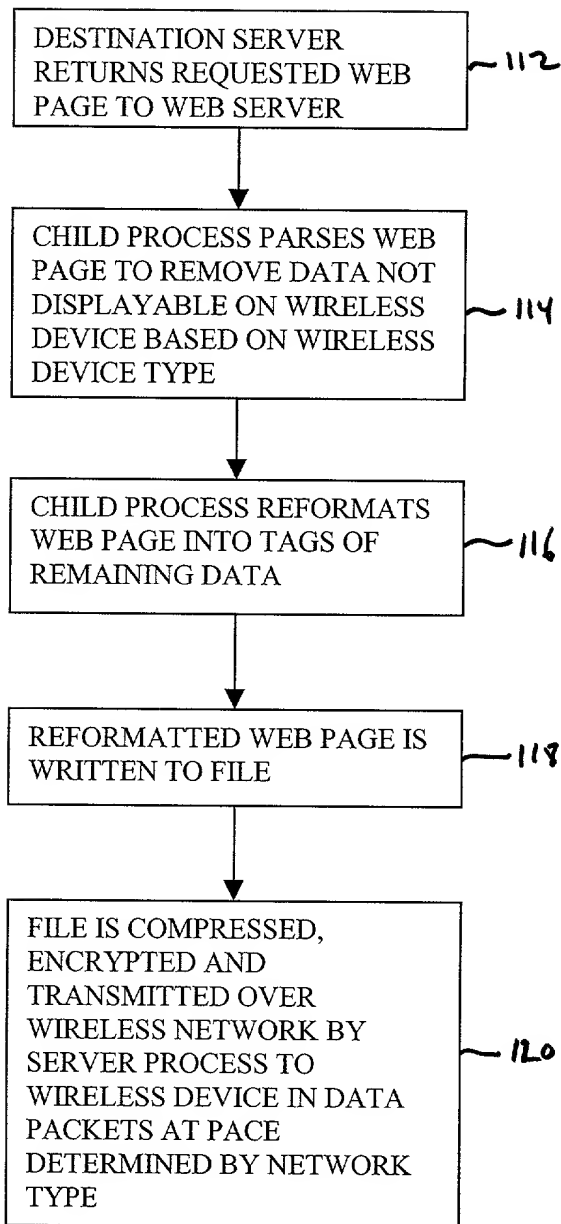 DESTINATION SERVER
RETURNS REQUESTED WEB
PAGE TO WEB SERVER
112
CHILD PROCESS PARSES WEB
PAGE TO REMOVE DATA NOT
DISPLAYABLE ON WIRELESS
DEVICE BASED ON WIRELESS
DEVICE TYPE
114
CHILD PROCESS REFORMATS
WEB PAGE INTO TAGS OF
REMAINING DATA
116
REFORMATTED WEB PAGE IS
WRITTEN TO FILE
118
FILE IS COMPRESSED,
ENCRYPTED AND
TRANSMITTED OVER
WIRELESS NETWORK BY
SERVER PROCESS TO
WIRELESS DEVICE IN DATA
PACKETS AT PACE
DETERMINED BY NETWORK
TYPE
120